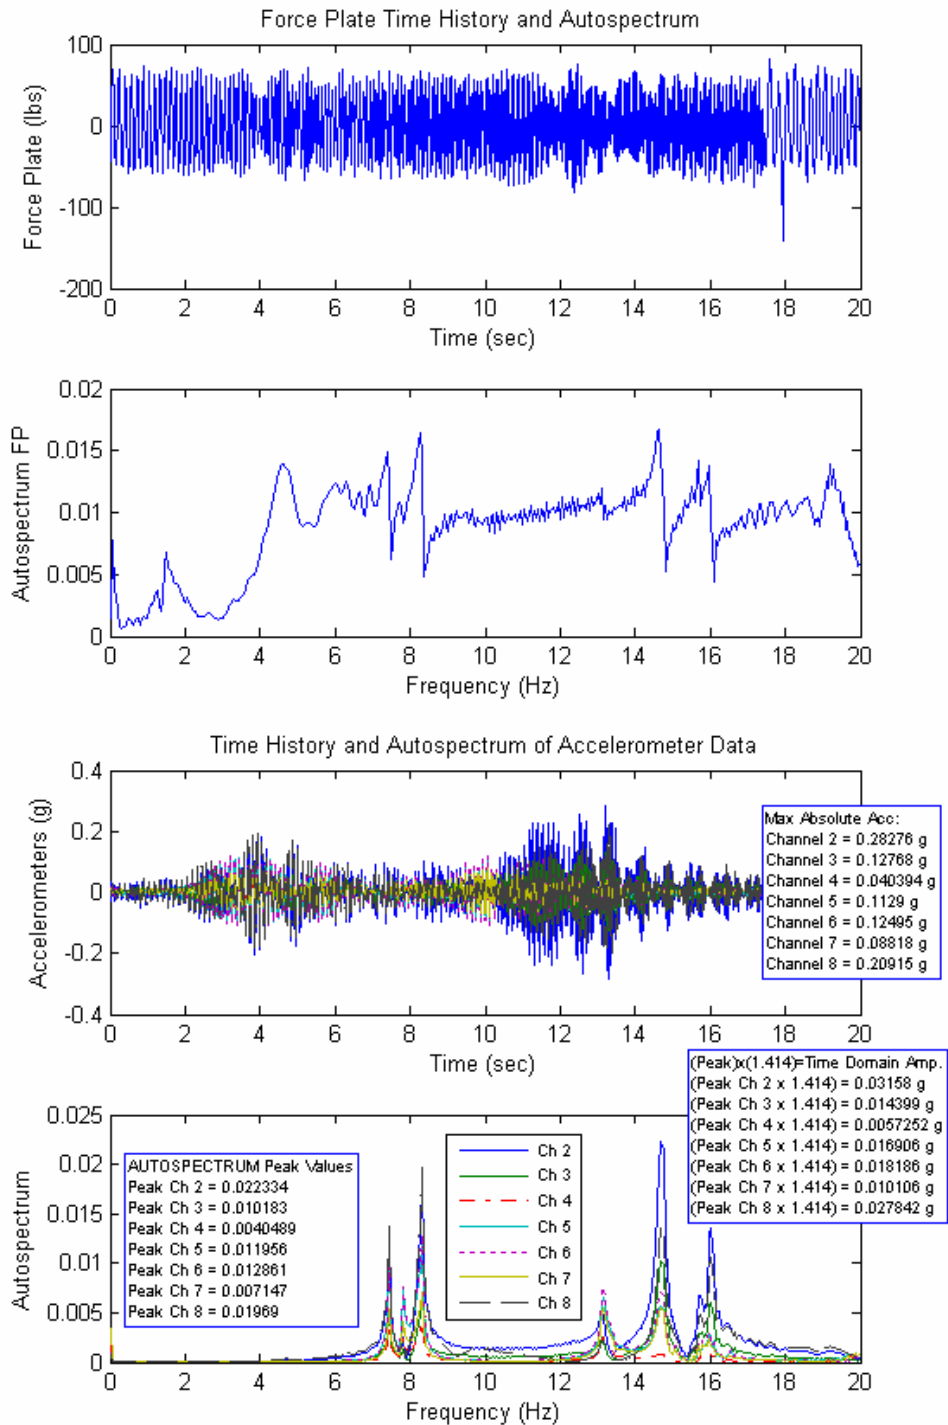 Force Plate Time History and Autospectrum
100
0
-100
-200
Force Plate (lbs)
0 2 4 6 8 10 12 14 16 18 20
Time (sec)
0.02
0.015
0.01
0.005
0
Autospectrum FP
0 2 4 6 8 10 12 14 16 18 20
Frequency (Hz)
Time History and Autospectrum of Accelerometer Data
0.4
0.2
0
-0.2
-0.4
Accelerometers (g)
Max Absolute Acc:
Channel 2 = 0.28276 g
Channel 3 = 0.12768 g
Channel 4 = 0.040394 g
Channel 5 = 0.1129 g
Channel 6 = 0.12495 g
Channel 7 = 0.08818 g
Channel 8 = 0.20915 g
0 2 4 6 8 10 12 14 16 18 20
Time (sec)
(Peak)x(1.414)=Time Domain Amp.
(Peak Ch 2 x 1.414) = 0.03158 g
(Peak Ch 3 x 1.414) = 0.014399 g
(Peak Ch 4 x 1.414) = 0.0057252 g
(Peak Ch 5 x 1.414) = 0.016906 g
(Peak Ch 6 x 1.414) = 0.018186 g
(Peak Ch 7 x 1.414) = 0.010106 g
(Peak Ch 8 x 1.414) = 0.027842 g
0.025
0.02
0.015
0.01
0.005
0
Autospectrum
AUTOSPECTRUM Peak Values
Peak Ch 2 = 0.022334
Peak Ch 3 = 0.010183
Peak Ch 4 = 0.0040489
Peak Ch 5 = 0.011956
Peak Ch 6 = 0.012861
Peak Ch 7 = 0.007147
Peak Ch 8 = 0.01969
Ch 2
Ch 3
Ch 4
Ch 5
Ch 6
Ch 7
Ch 8
0 2 4 6 8 10 12 14 16 18 20
Frequency (Hz)